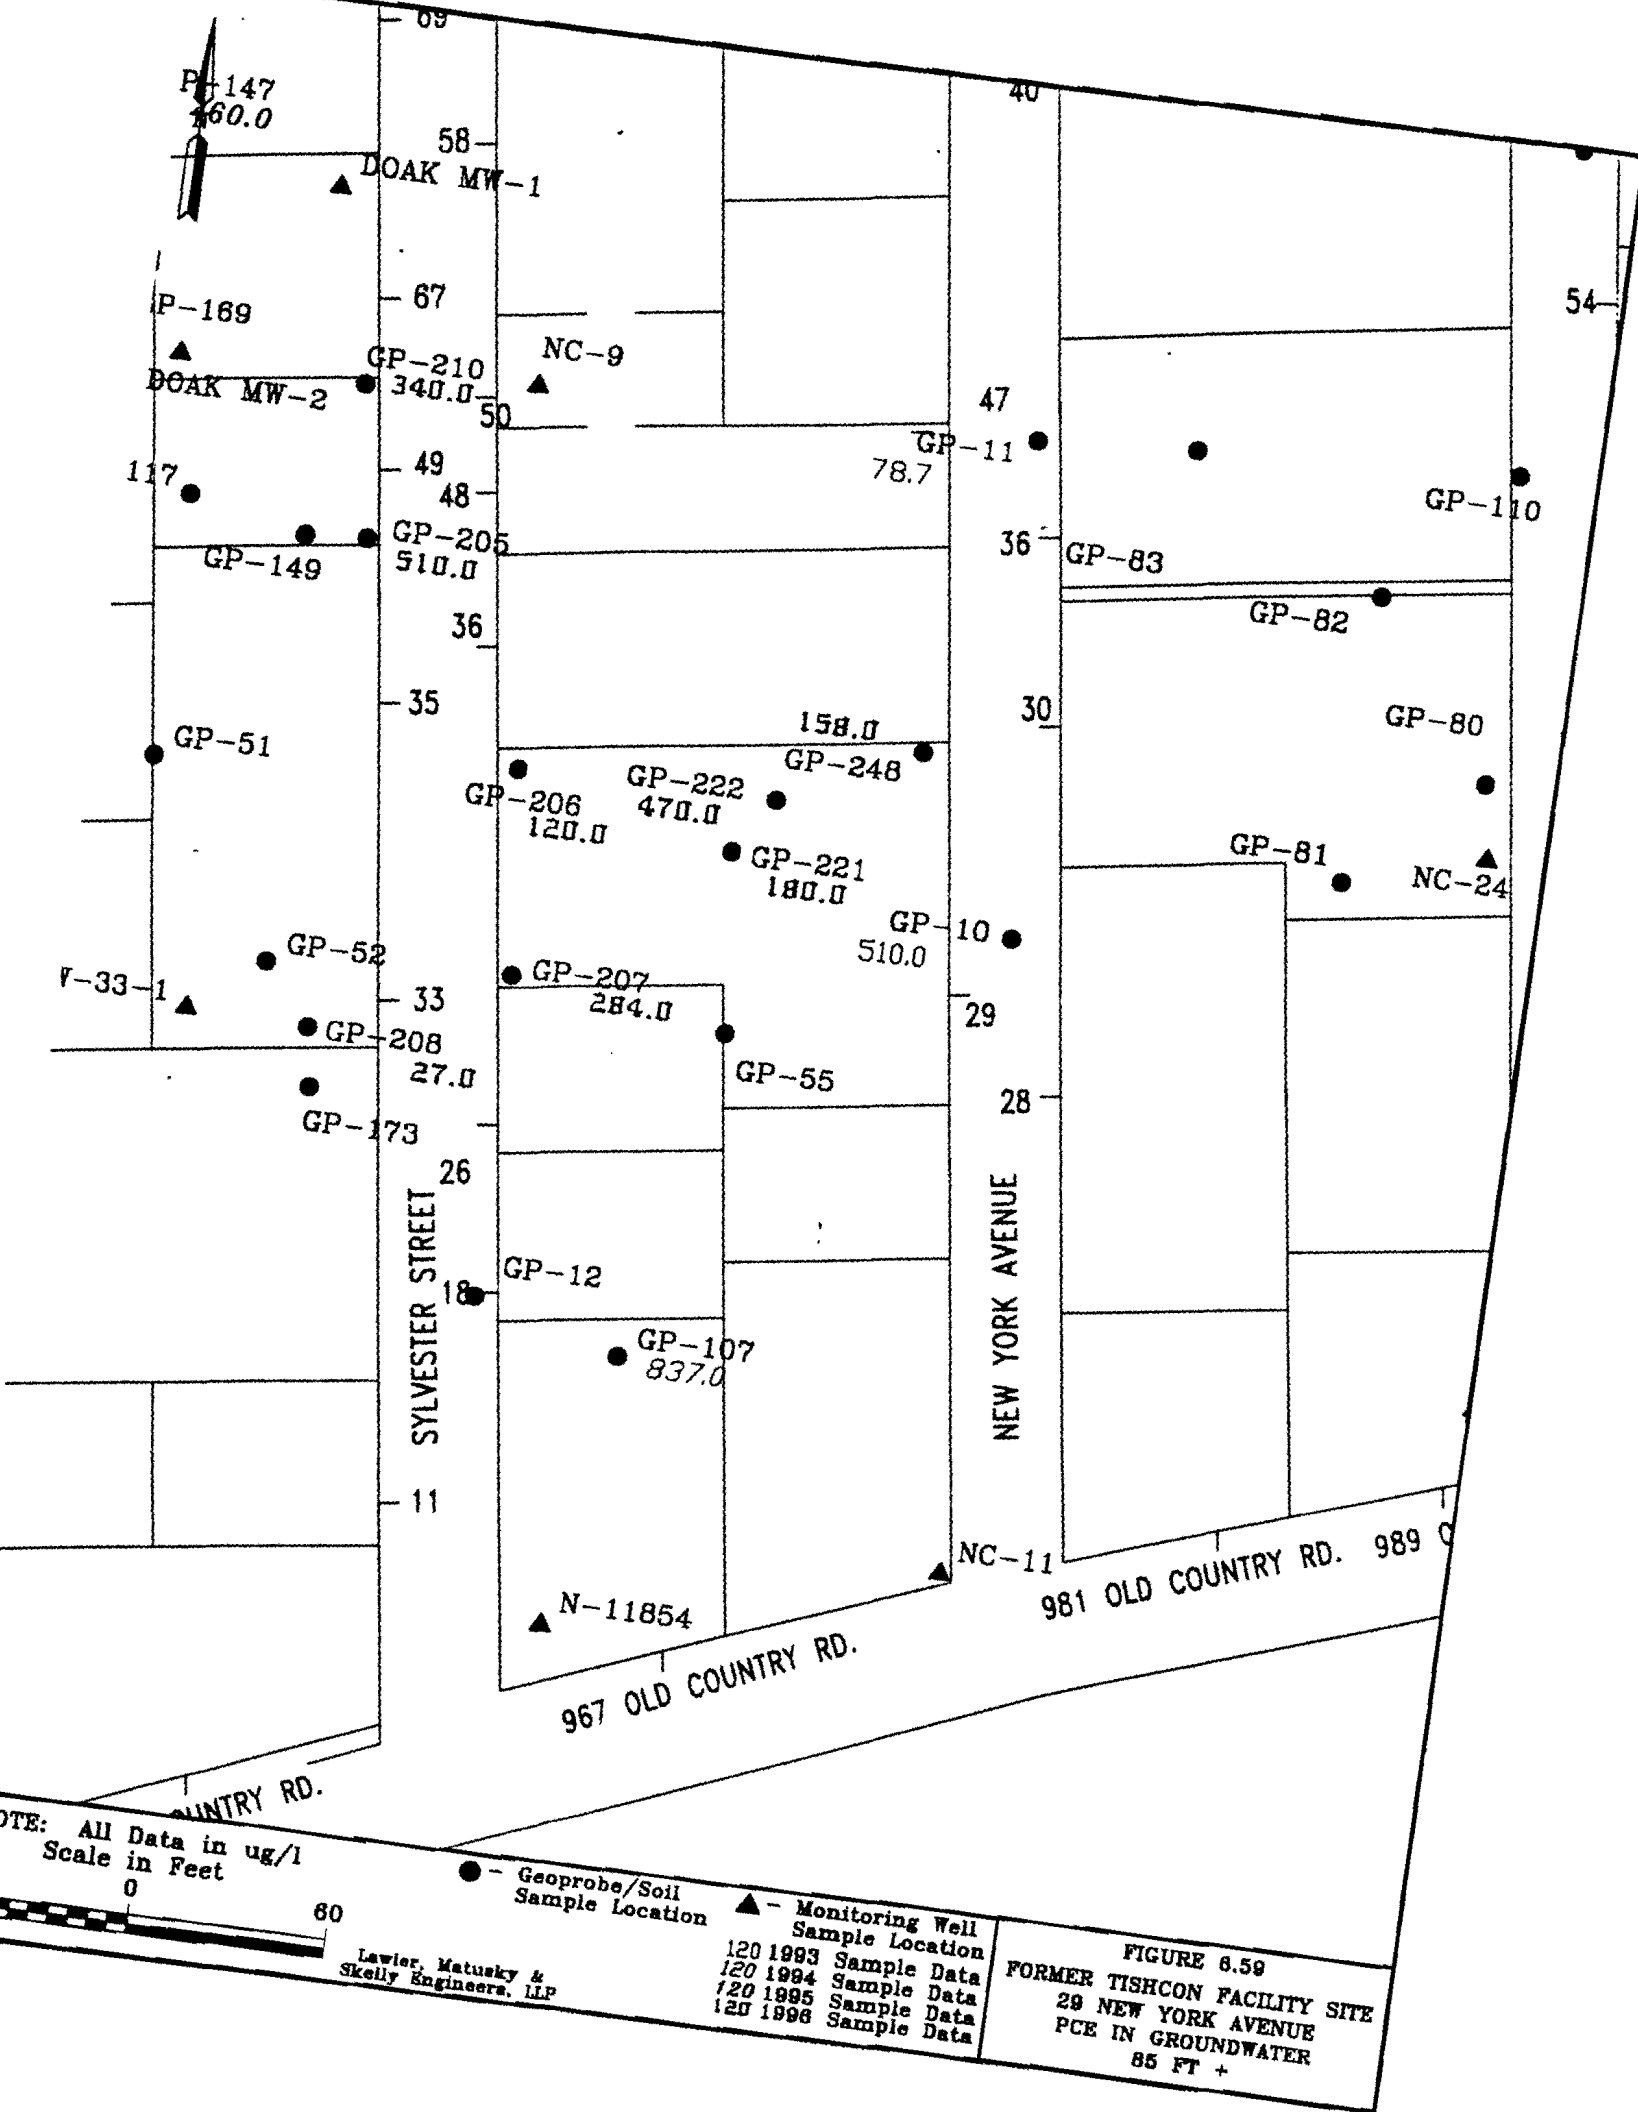 69
40
P-147
460.0
58
DOAK MW-1
67
54
P-169
GP-210
340.0
NC-9
DOAK MW-2
50
47
GP-11
78.7
117
49
48
GP-110
GP-149
GP-205
510.0
36
GP-83
GP-82
36
35
30
GP-80
GP-51
158.0
GP-248
GP-222
470.0
GP-206
120.0
GP-221
180.0
GP-81
NC-24
GP-10
510.0
GP-52
-33-1
GP-207
284.0
33
29
GP-208
27.0
GP-55
28
GP-173
26
SYLVESTER STREET
NEW YORK AVENUE
GP-12
18
GP-107
837.0
11
NC-11
N-11854
981 OLD COUNTRY RD.
989 O
967 OLD COUNTRY RD.
OUNTRY RD.
OTE: All Data in ug/l
Scale in Feet
0
60
Lawler, Matusky &
Skelly Engineers, LLP
- Geoprobe/Soil
Sample Location
- Monitoring Well
Sample Location
120 1993 Sample Data
120 1994 Sample Data
120 1995 Sample Data
120 1996 Sample Data
FIGURE 6.59
FORMER TISHCON FACILITY SITE
29 NEW YORK AVENUE
PCE IN GROUNDWATER
85 FT +